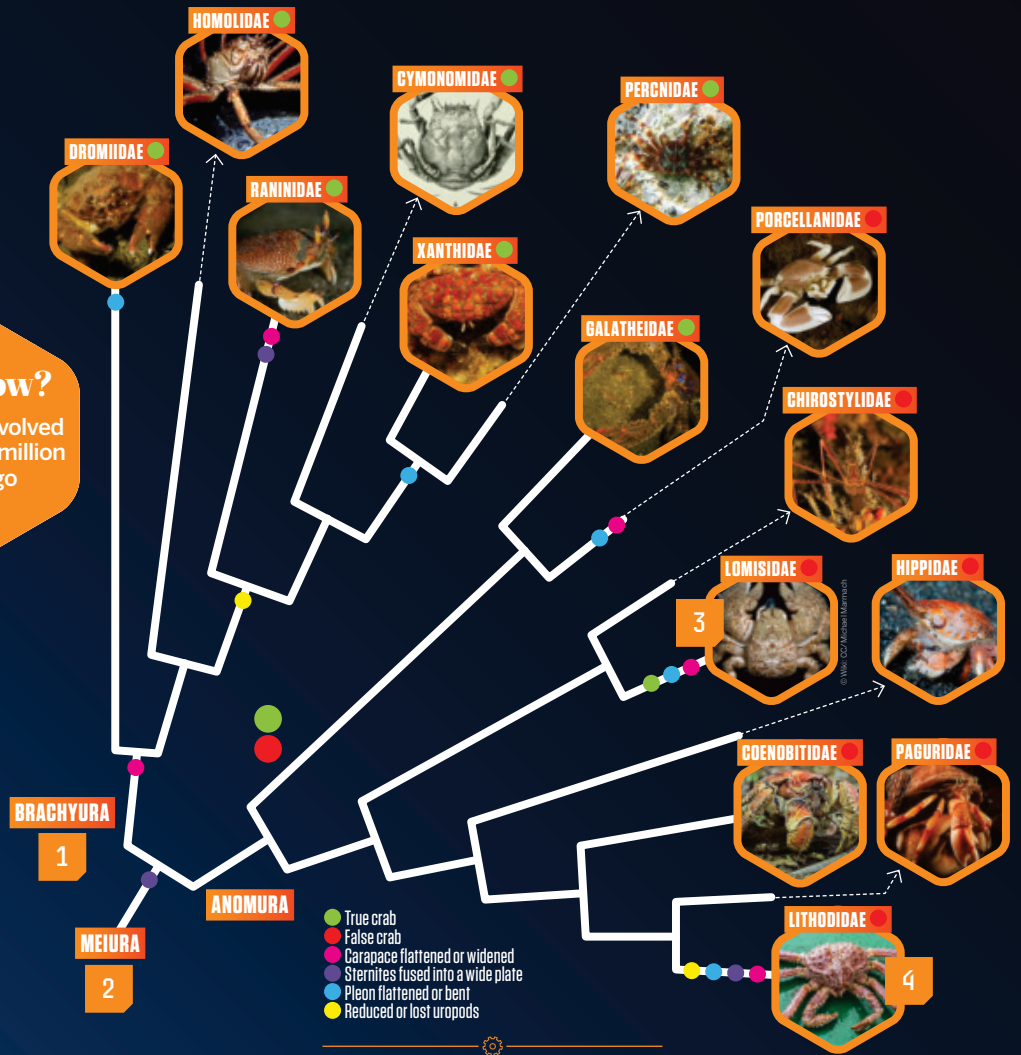 HOMOLIDAE
CYMONOMIDAE
PERCNIDAE
DROMIIDAE
RANINIDAE
XANTHIDAE
PORCELLANIDAE
GALATHEIDAE
CHIROSTYLIDAE
ow?
volved
million
go
LOMISIDAE
HIPPIDAE
3
© Wiki: CC/ Michael Marmach
COENOBITIDAE
PAGURIDAE
BRACHYURA
1
ANOMURA
MEIURA
2
LITHODIDAE
4
True crab
False crab
Carapace flattened or widened
Sternites fused into a wide plate
Pleon flattened or bent
Reduced or lost uropods